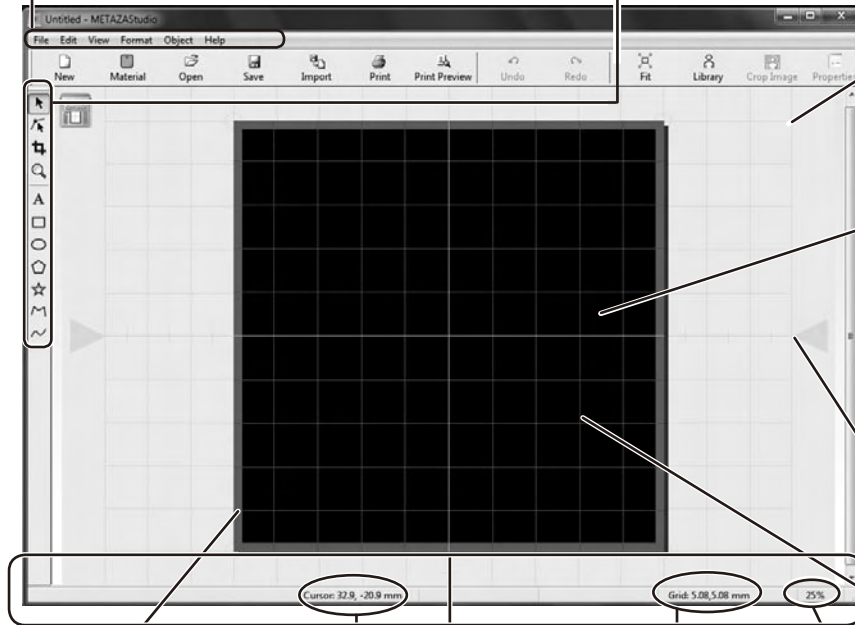 Untitled - METAZAStudio
File Edit View Format Object Help
New Material Open Save Import Print Print Preview Undo Redo Fit Library Crop Image Propertie
A
Cursor: 32.9, -20.9 mm Grid: 5.08,5.08 mm 25%